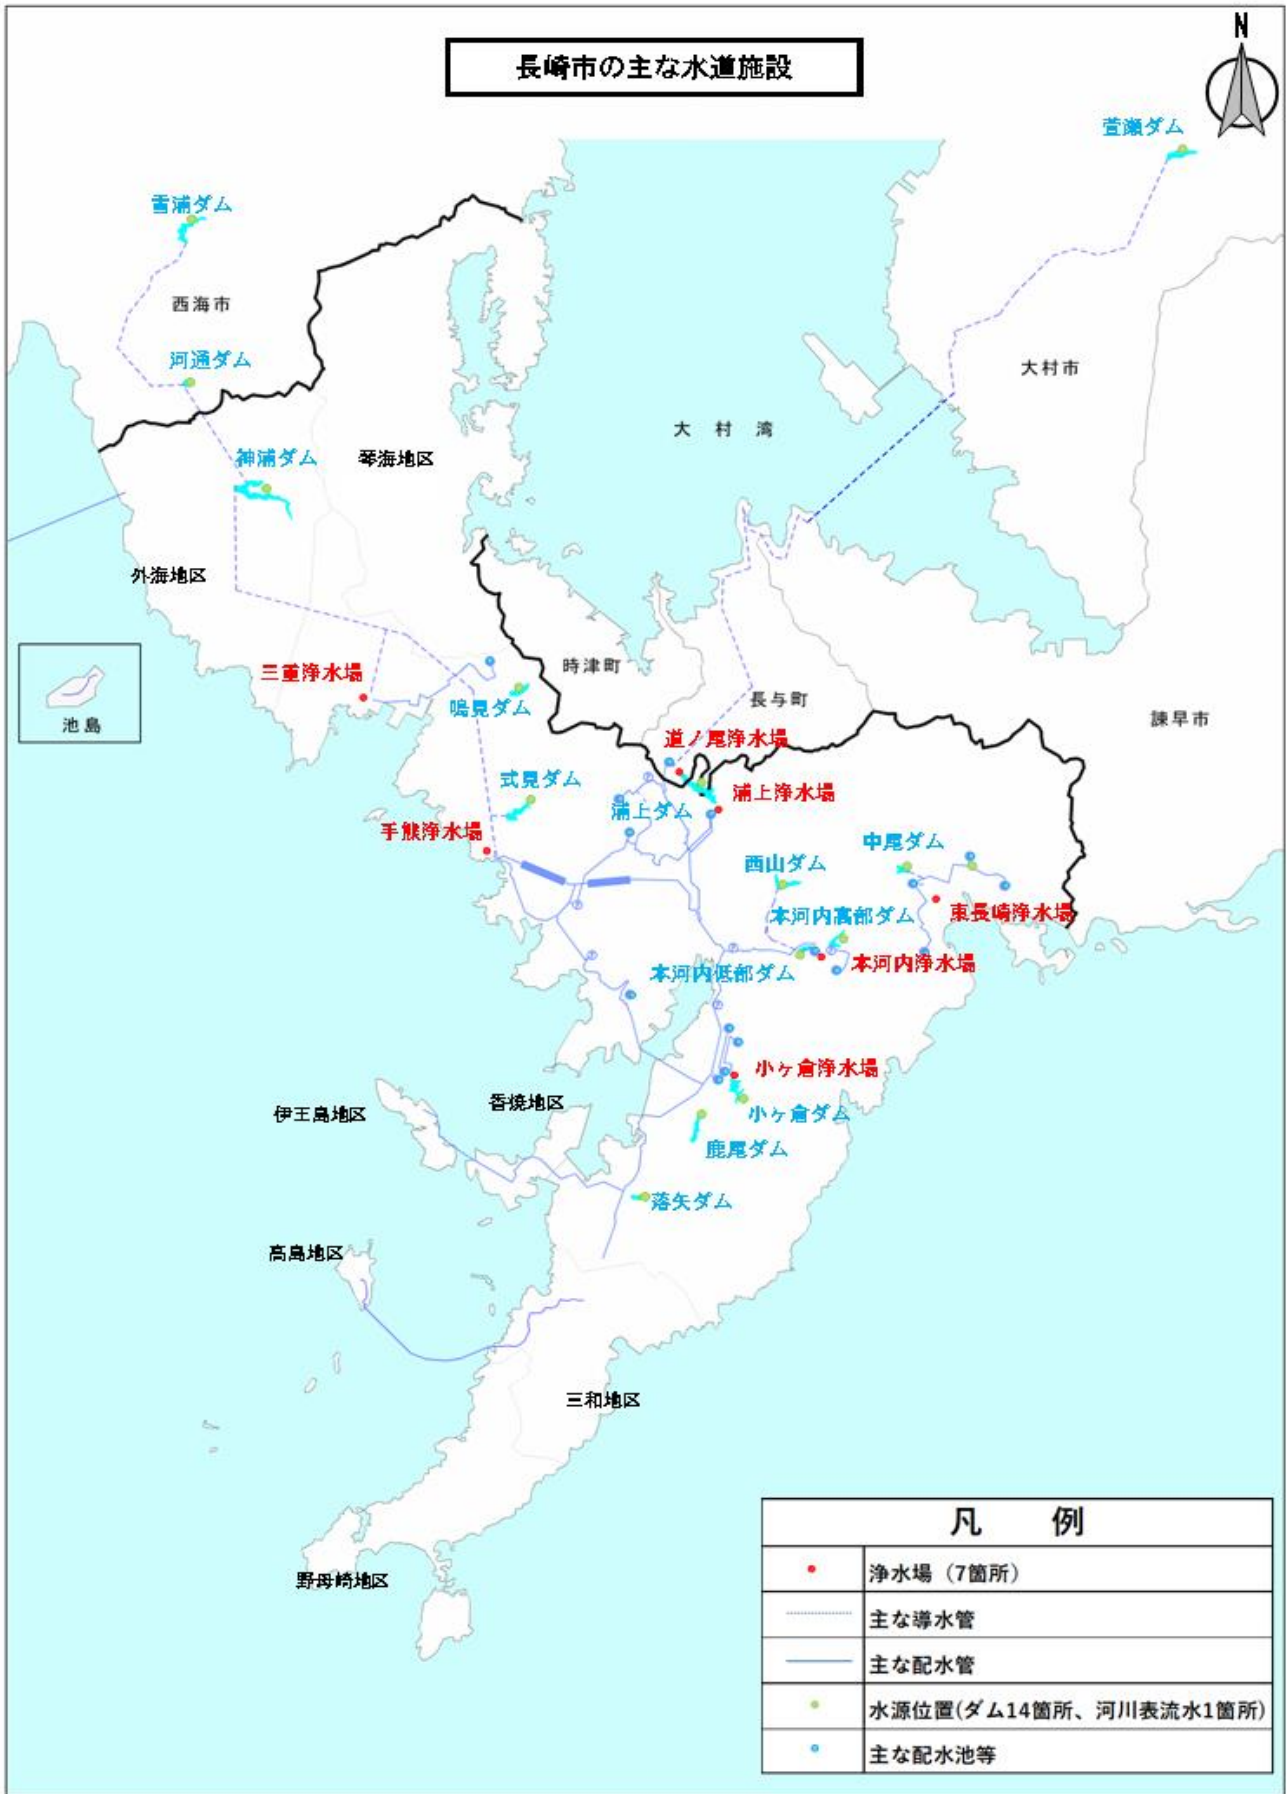 長崎市の主な水道施設
N
萱瀬ダム
雪浦ダム
西海市
河通ダム
大村市
大村湾
神浦ダム
琴海地区
外海地区
三重浄水場
時津町
長与町
鳴見ダム
諫早市
池島
道ノ尾浄水場
式見ダム
浦上浄水場
浦上ダム
手熊浄水場
中尾ダム
西山ダム
東長崎浄水場
本河内高部ダム
本河内浄水場
本河内低部ダム
小ヶ倉浄水場
香焼地区
伊王島地区
小ヶ倉ダム
鹿尾ダム
落矢ダム
高島地区
三和地区
野母崎地区
凡例
浄水場（7箇所）
主な導水管
主な配水管
水源位置(ダム14箇所、河川表流水1箇所)
主な配水池等